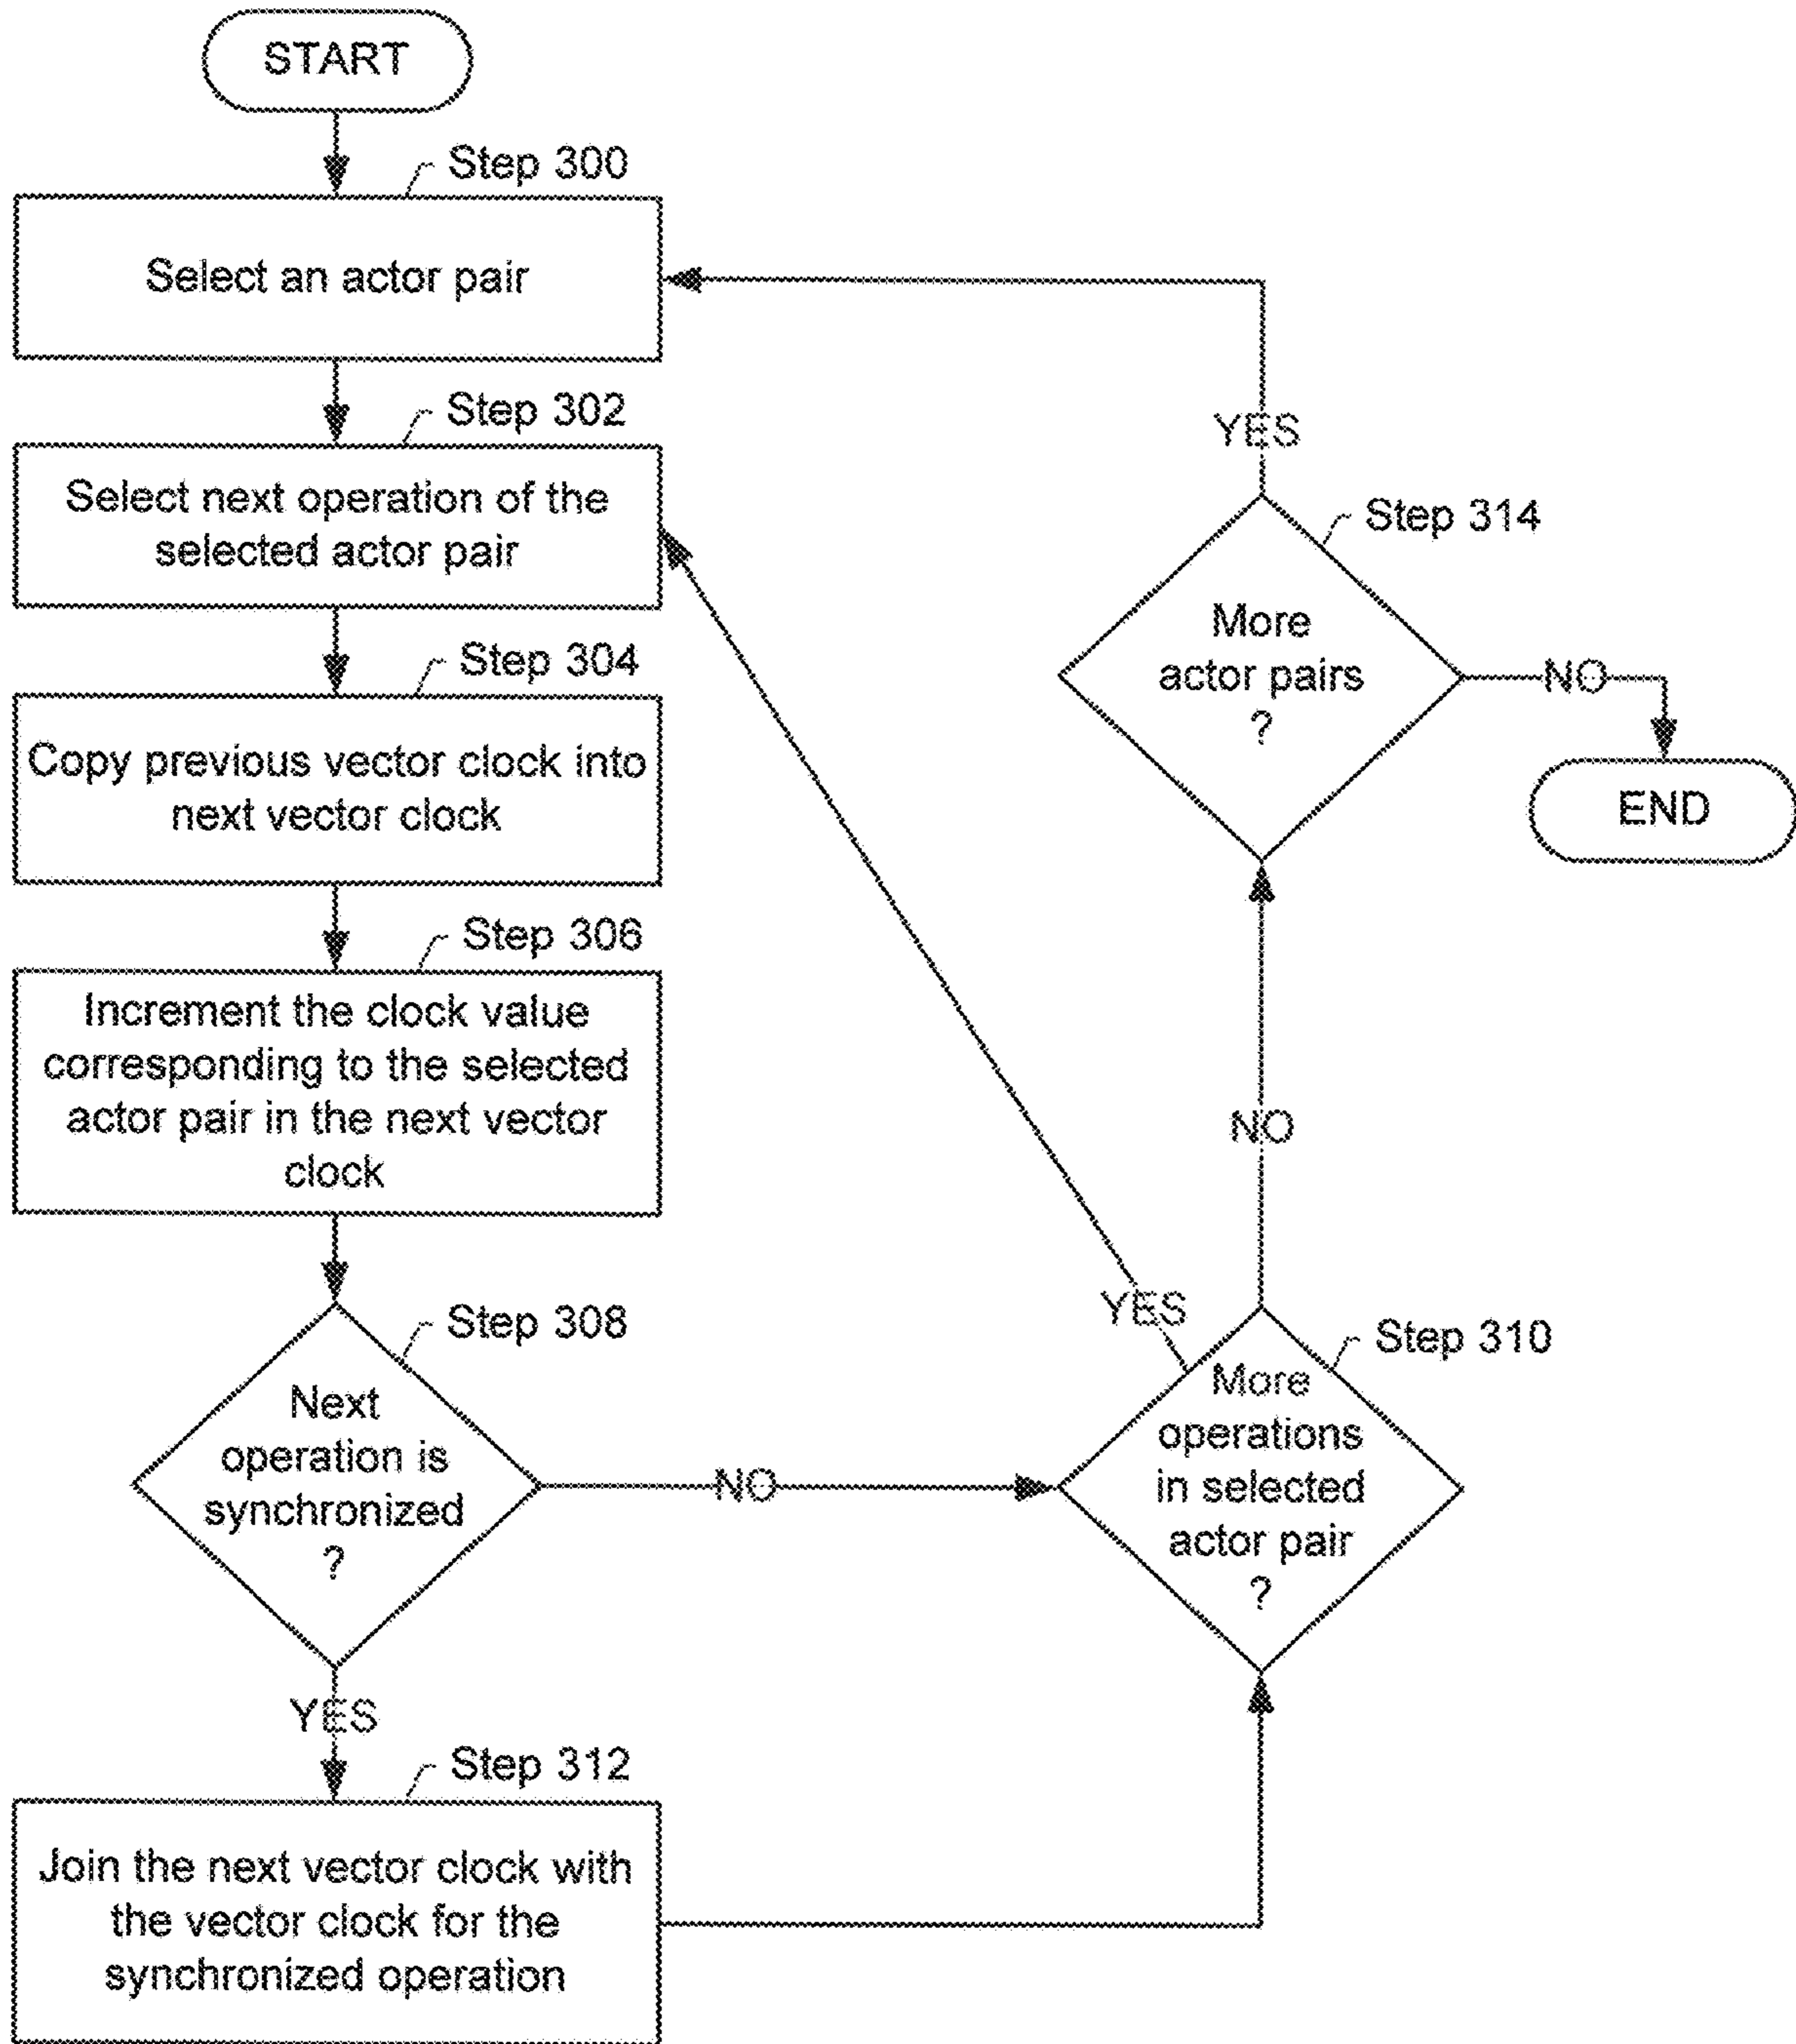 START
Step 300
Select an actor pair
Step 302
Select next operation of the
selected actor pair
Step 304
Copy previous vector clock into
next vector clock
Step 306
Increment the clock value
corresponding to the selected
actor pair in the next vector
clock
Step 308
Next
operation is
synchronized
?
NO
YES
Step 312
Join the next vector clock with
the vector clock for the
synchronized operation
Step 310
More
operations
in selected
actor pair
?
YES
NO
Step 314
More
actor pairs
?
YES
NO
END